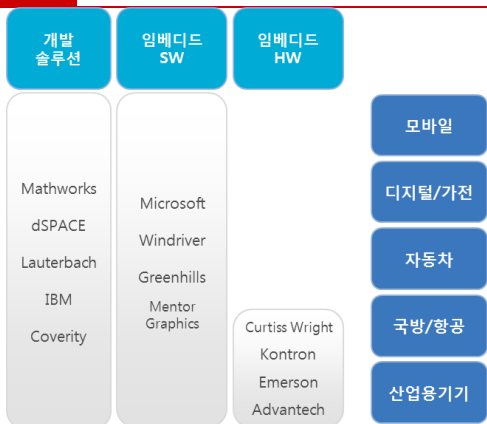 개발
솔루션
임베디드
SW
임베디드
HW
Mathworks
dSPACE
Lauterbach
IBM
Coverity
Microsoft
Windriver
Greenhills
Mentor
Graphics
Curtiss Wright
Kontron
Emerson
Advantech
모바일
디지털/가전
자동차
국방/항공
산업용기기